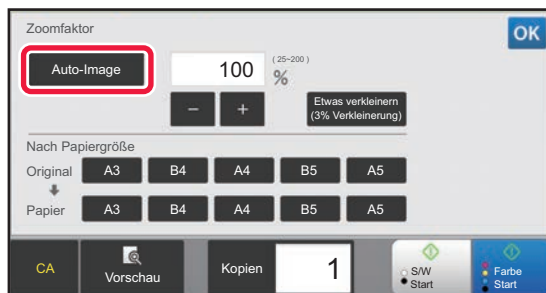 Zoomfaktor
OK
Auto-Image
100
(25~200)
%
−
+
Etwas verkleinern
(3% Verkleinerung)
Nach Papiergröße
Original
A3
B4
A4
B5
A5
Papier
A3
B4
A4
B5
A5
CA
Vorschau
Kopien
1
S/W
Start
Farbe
Start